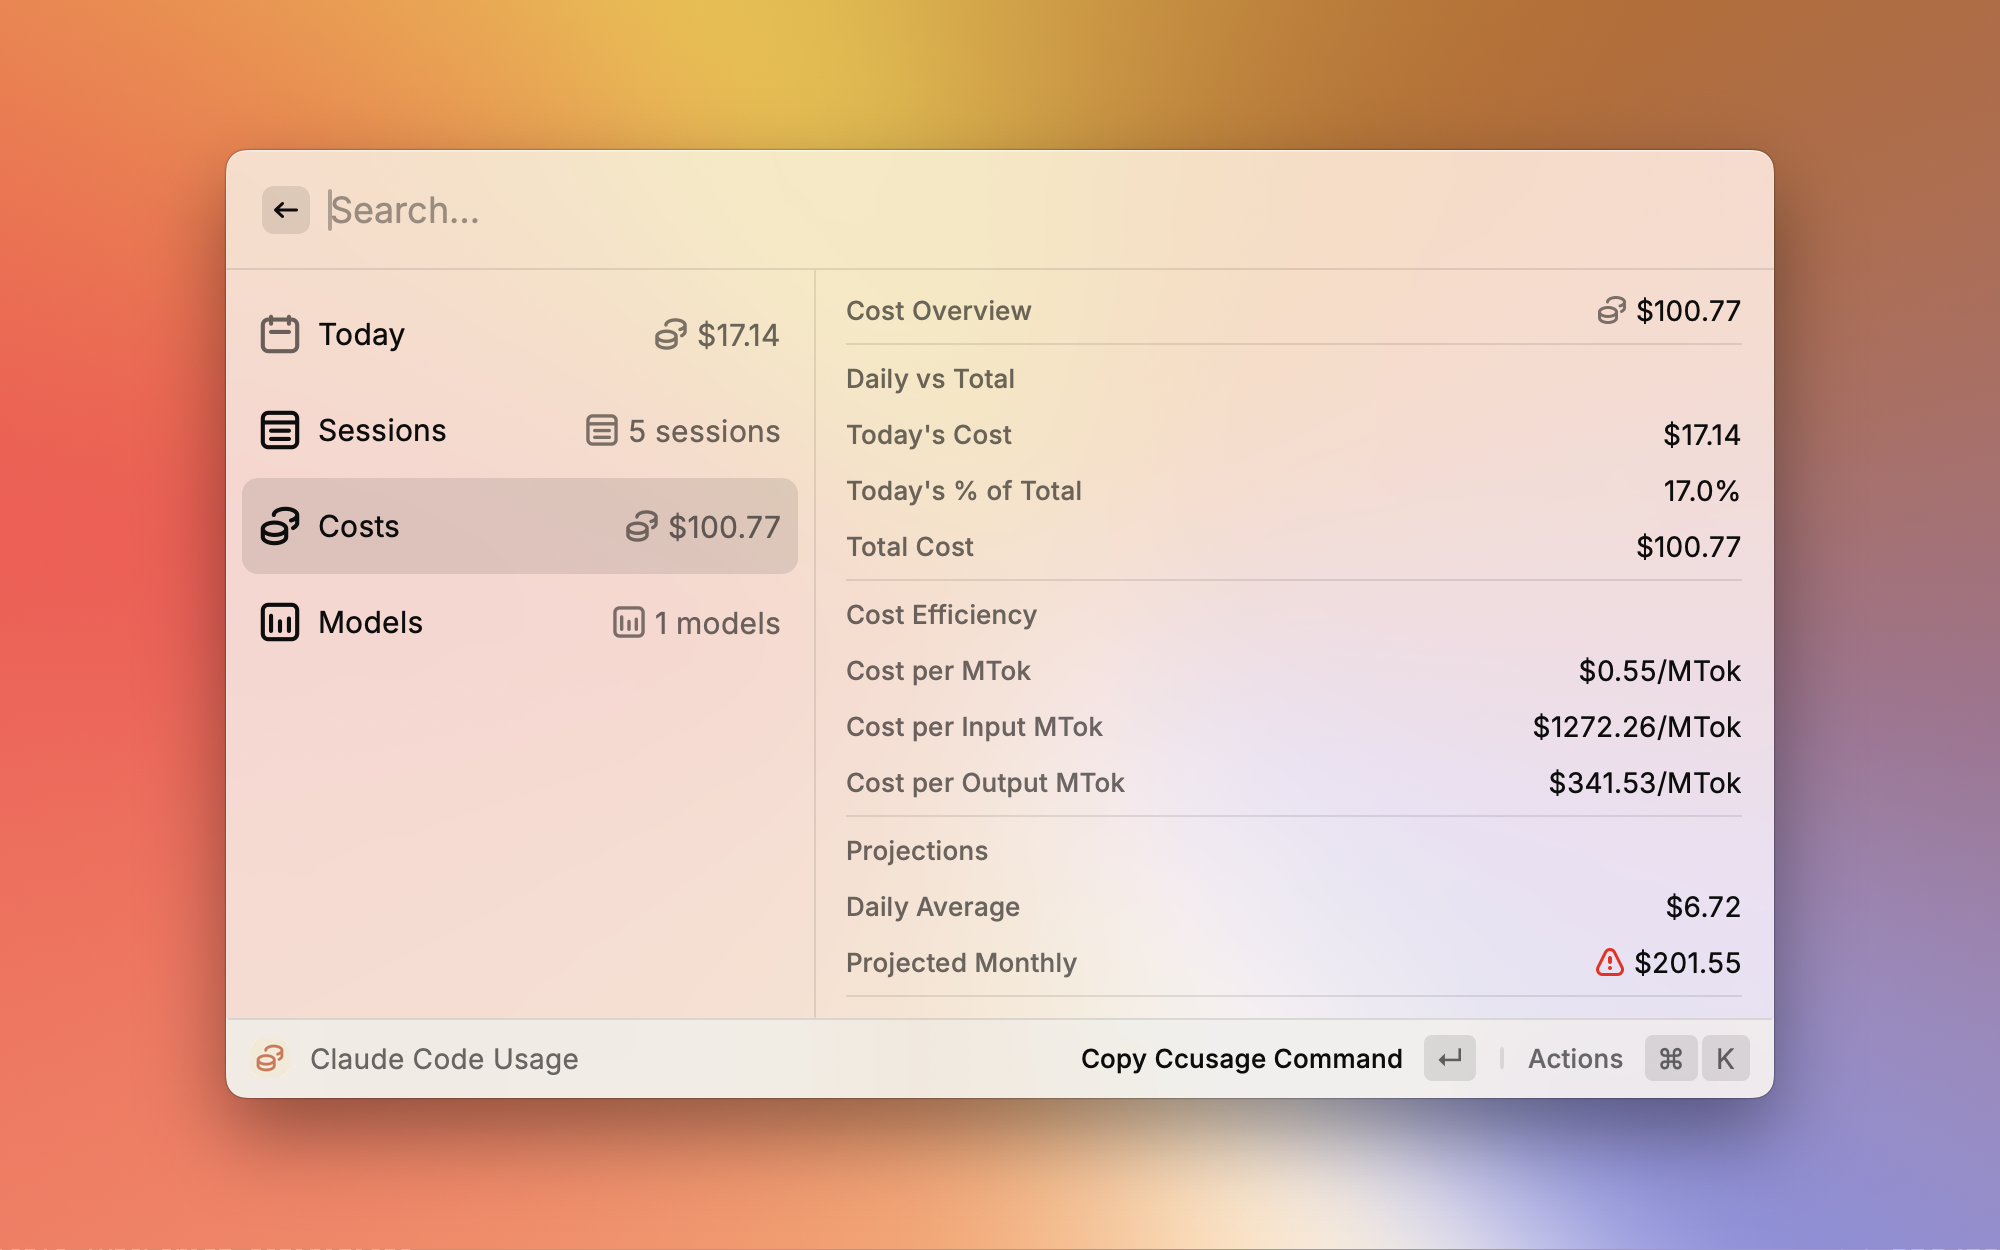 Search...
Today $17.14
Sessions 5 sessions
Costs $100.77
Models 1 models
Cost Overview $100.77
Daily vs Total
Today's Cost $17.14
Today's % of Total 17.0%
Total Cost $100.77
Cost Efficiency
Cost per MTok $0.55/MTok
Cost per Input MTok $1272.26/MTok
Cost per Output MTok $341.53/MTok
Projections
Daily Average $6.72
Projected Monthly $201.55
Claude Code Usage Copy Ccusage Command Actions ⌘ K